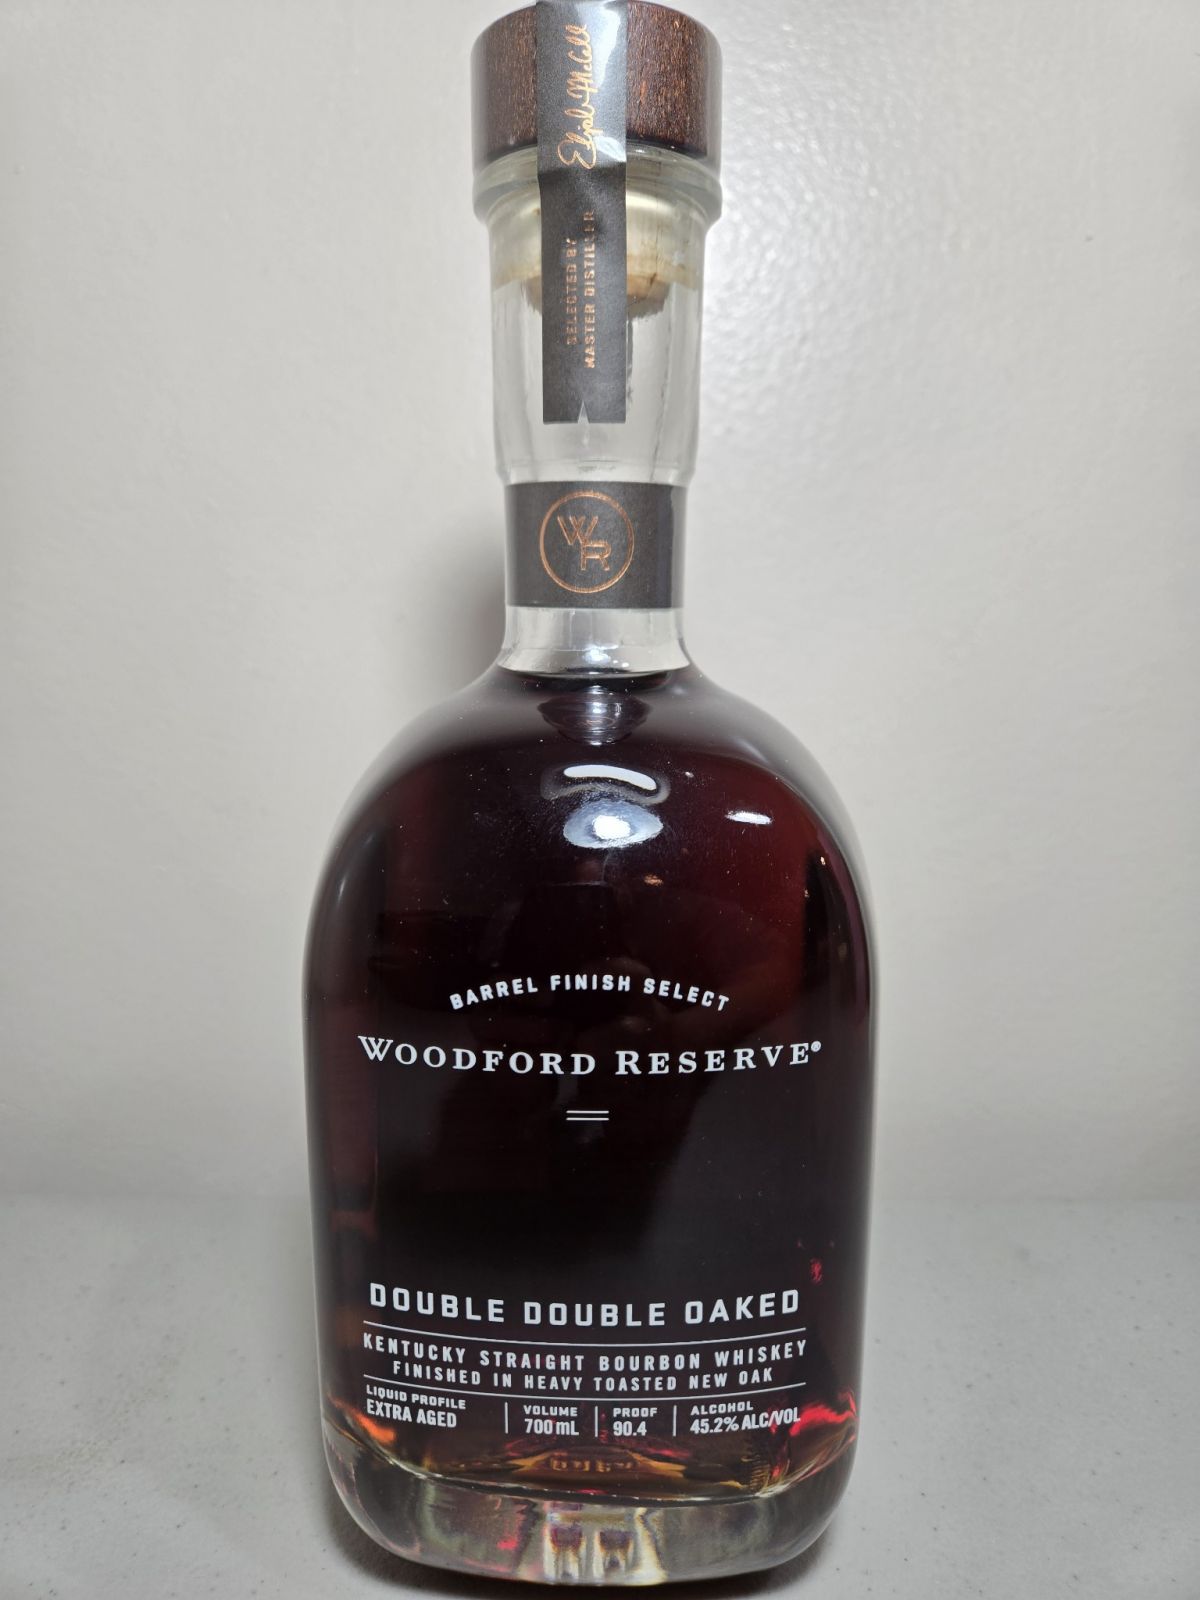 Elizabeth McCall
SELECTED BY
MASTER DISTILLER
WR
BARREL FINISH SELECT
WOODFORD RESERVE®
DOUBLE DOUBLE OAKED
KENTUCKY STRAIGHT BOURBON WHISKEY
FINISHED IN HEAVY TOASTED NEW OAK
LIQUID PROFILE
EXTRA AGED
VOLUME
700 mL
PROOF
90.4
ALCOHOL
45.2% ALC/VOL